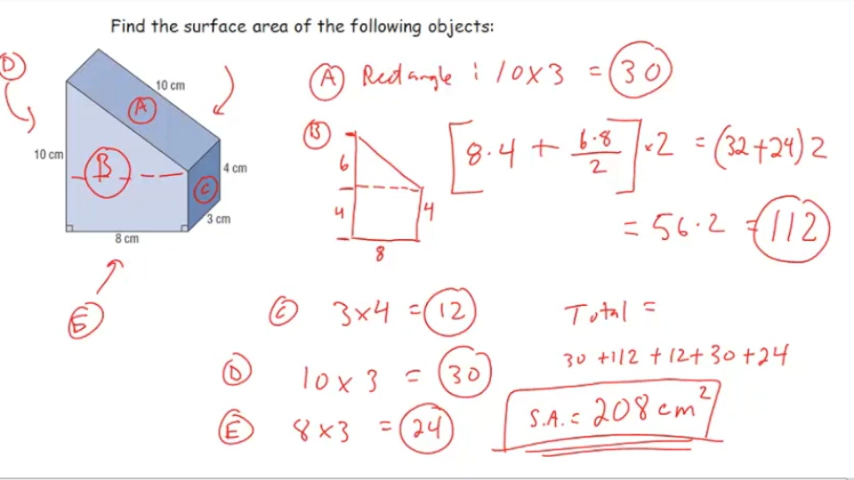 Find the surface area of the following objects:
D
10 cm
A
10 cm
B
4 cm
C
3 cm
8 cm
E
A Rectangle : 10x3 = 30
B
6
4
4
8
[8·4 + 6·8/2]·2 = (32+24)2
= 56·2 = 112
C 3x4 = 12
D 10 x 3 = 30
E 8x3 = 24
Total =
30 +112 + 12 + 30 + 24
S.A. = 208 cm²